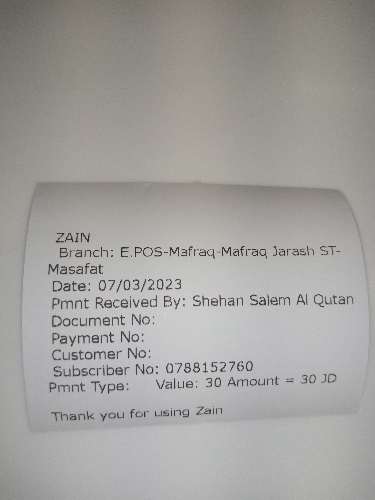 ZAIN
Branch: E.POS-Mafraq-Mafraq Jarash ST-
Masafat
Date: 07/03/2023
Pmnt Received By: Shehan Salem Al Qutan
Document No:
Payment No:
Customer No:
Subscriber No: 0788152760
Pmnt Type: Value: 30 Amount = 30 JD
Thank you for using Zain